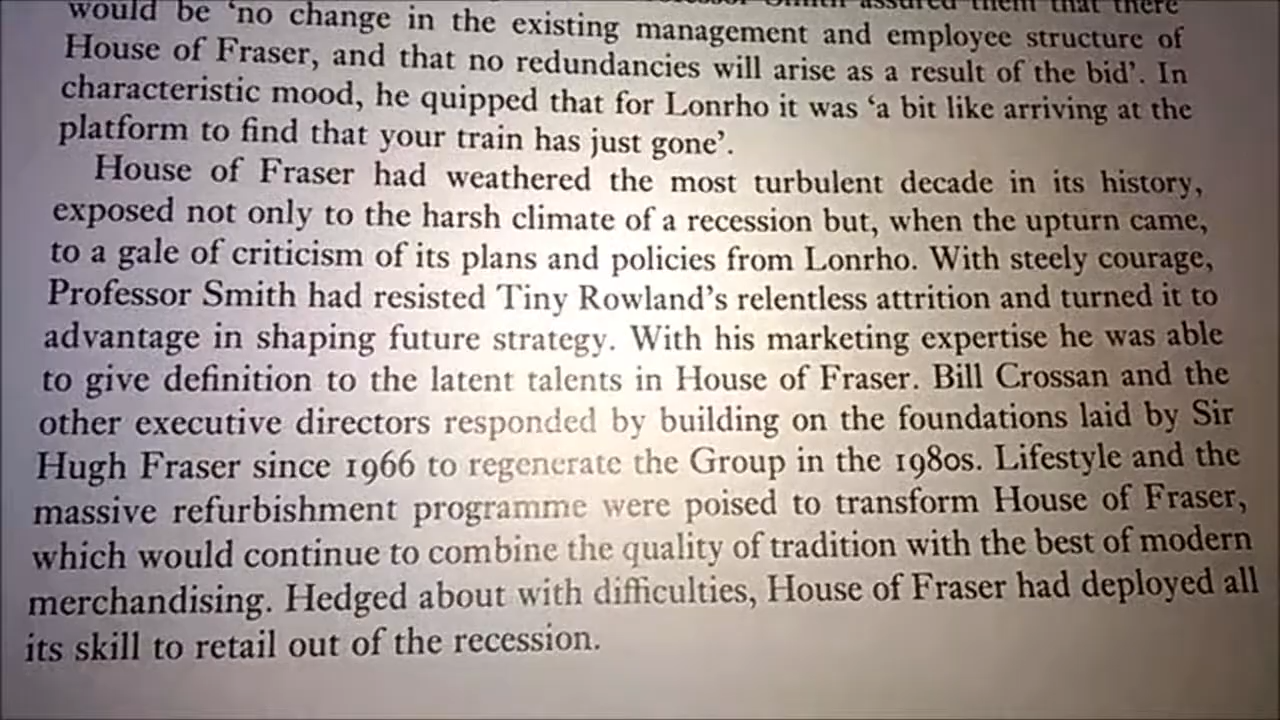 Smith assured them that there
would be ‘no change in the existing management and employee structure of
House of Fraser, and that no redundancies will arise as a result of the bid’. In
characteristic mood, he quipped that for Lonrho it was ‘a bit like arriving at the
platform to find that your train has just gone’.
House of Fraser had weathered the most turbulent decade in its history,
exposed not only to the harsh climate of a recession but, when the upturn came,
to a gale of criticism of its plans and policies from Lonrho. With steely courage,
Professor Smith had resisted Tiny Rowland’s relentless attrition and turned it to
advantage in shaping future strategy. With his marketing expertise he was able
to give definition to the latent talents in House of Fraser. Bill Crossan and the
other executive directors responded by building on the foundations laid by Sir
Hugh Fraser since 1966 to regenerate the Group in the 1980s. Lifestyle and the
massive refurbishment programme were poised to transform House of Fraser,
which would continue to combine the quality of tradition with the best of modern
merchandising. Hedged about with difficulties, House of Fraser had deployed all
its skill to retail out of the recession.